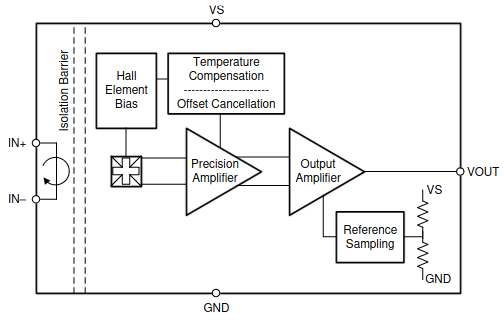 VS
Isolation Barrier
Hall
Element
Bias
Temperature
Compensation
Offset Cancellation
IN+
IN–
Precision
Amplifier
Output
Amplifier
VOUT
VS
Reference
Sampling
GND
GND